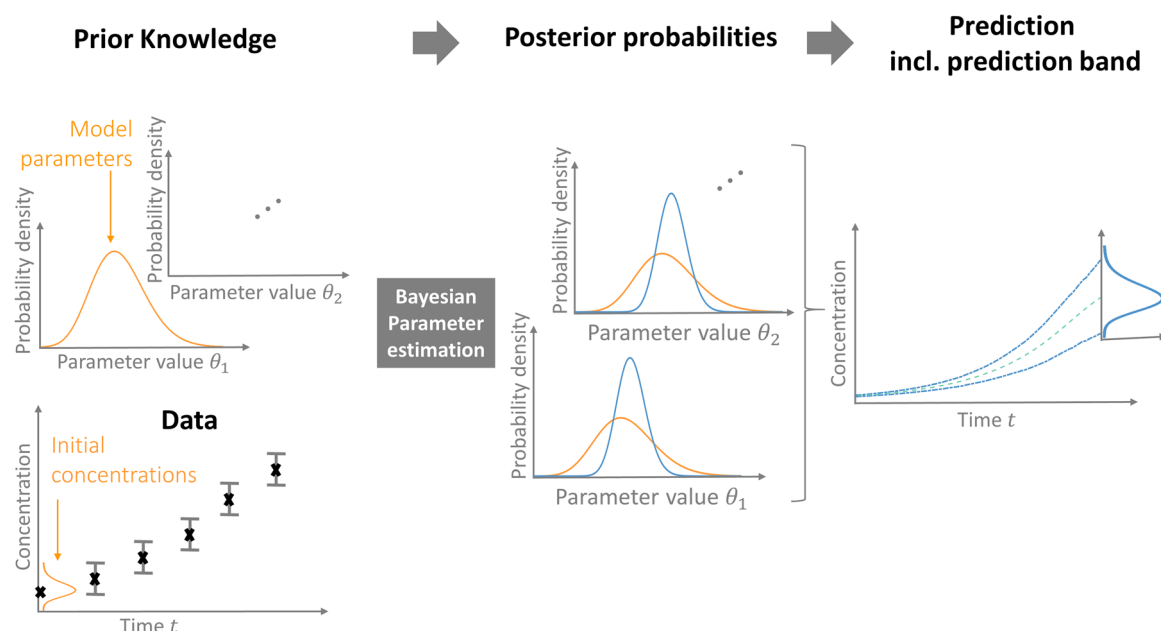 Prior Knowledge
Posterior probabilities
Prediction
incl. prediction band
Model
parameters
Probability density
Parameter value θ₁
Probability density
Parameter value θ₂
Bayesian
Parameter
estimation
Probability density
Parameter value θ₂
Probability density
Parameter value θ₁
Concentration
Time t
Data
Initial
concentrations
Concentration
Time t